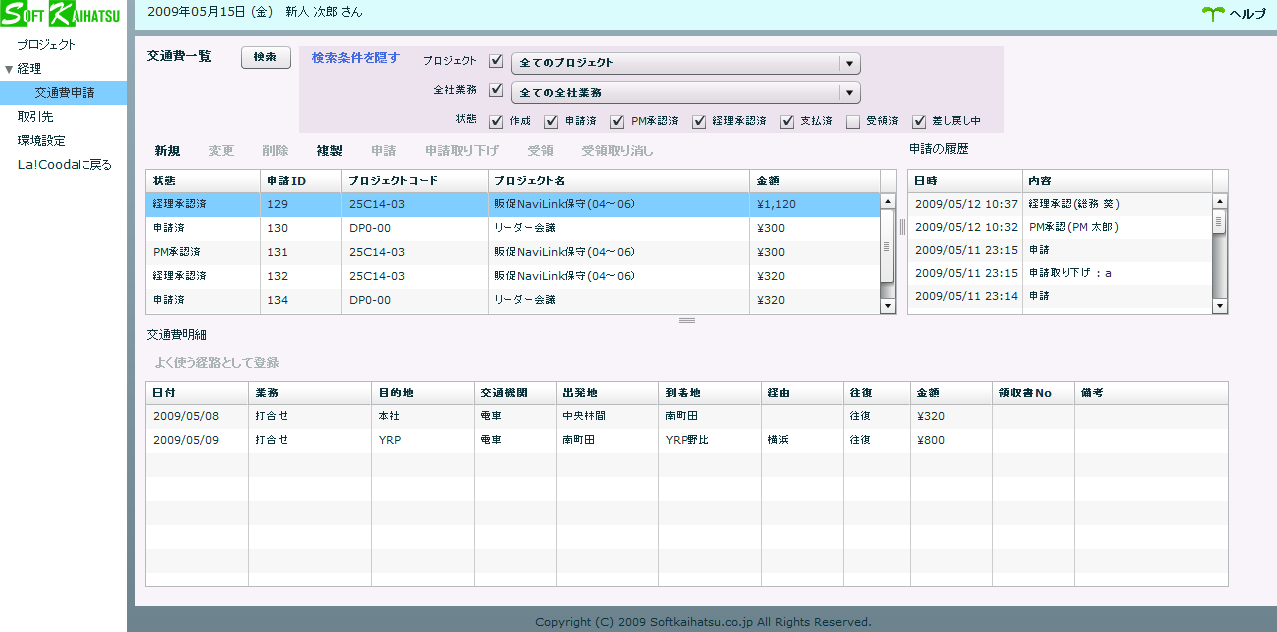 SOFT KAIHATSU
2009年05月15日 (金) 新人 次郎 さん
ヘルプ
プロジェクト
▼経理
交通費申請
取引先
環境設定
La!Coodaに戻る
交通費一覧 検索 検索条件を隠す
プロジェクト 全てのプロジェクト
全社業務 全ての全社業務
状態 作成 申請済 PM承認済 経理承認済 支払済 受領済 差し戻し中
新規 変更 削除 複製 申請 申請取り下げ 受領 受領取り消し
状態 申請ID プロジェクトコード プロジェクト名 金額
経理承認済 129 25C14-03 販促NaviLink保守(04～06) ¥1,120
申請済 130 DP0-00 リーダー会議 ¥300
PM承認済 131 25C14-03 販促NaviLink保守(04～06) ¥300
経理承認済 132 25C14-03 販促NaviLink保守(04～06) ¥320
申請済 134 DP0-00 リーダー会議 ¥320
申請の履歴
日時 内容
2009/05/12 10:37 経理承認(総務 葵)
2009/05/12 10:32 PM承認(PM 太郎)
2009/05/11 23:15 申請
2009/05/11 23:15 申請取り下げ : a
2009/05/11 23:14 申請
交通費明細
よく使う経路として登録
日付 業務 目的地 交通機関 出発地 到着地 経由 往復 金額 領収書No 備考
2009/05/08 打合せ 本社 電車 中央林間 南町田 往復 ¥320
2009/05/09 打合せ YRP 電車 南町田 YRP野比 横浜 往復 ¥800
Copyright (C) 2009 Softkaihatsu.co.jp All Rights Reserved.